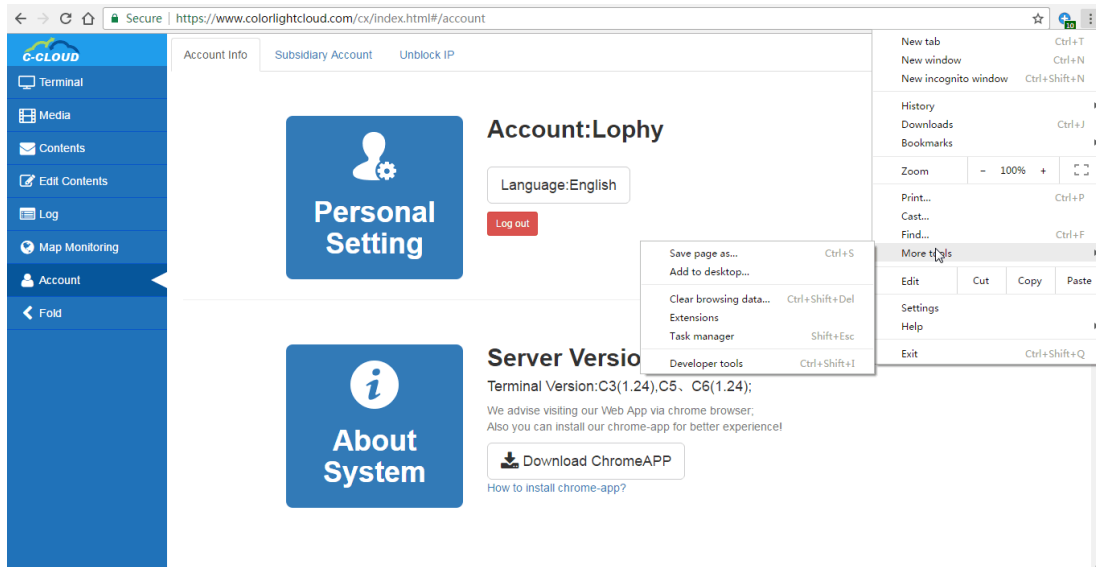 Secure | https://www.colorlightcloud.com/cx/index.html#/account
10
C-CLOUD
Terminal
Media
Contents
Edit Contents
Log
Map Monitoring
Account
Fold
Account Info Subsidiary Account Unblock IP
Personal
Setting
Account:Lophy
Language:English
Log out
About
System
Server Versio
Terminal Version:C3(1.24),C5、C6(1.24);
We advise visiting our Web App via chrome browser;
Also you can install our chrome-app for better experience!
Download ChromeAPP
How to install chrome-app?
Save page as... Ctrl+S
Add to desktop...
Clear browsing data... Ctrl+Shift+Del
Extensions
Task manager Shift+Esc
Developer tools Ctrl+Shift+I
New tab Ctrl+T
New window Ctrl+N
New incognito window Ctrl+Shift+N
History
Downloads Ctrl+J
Bookmarks
Zoom - 100% +
Print... Ctrl+P
Cast...
Find... Ctrl+F
More tools
Edit Cut Copy Paste
Settings
Help
Exit Ctrl+Shift+Q